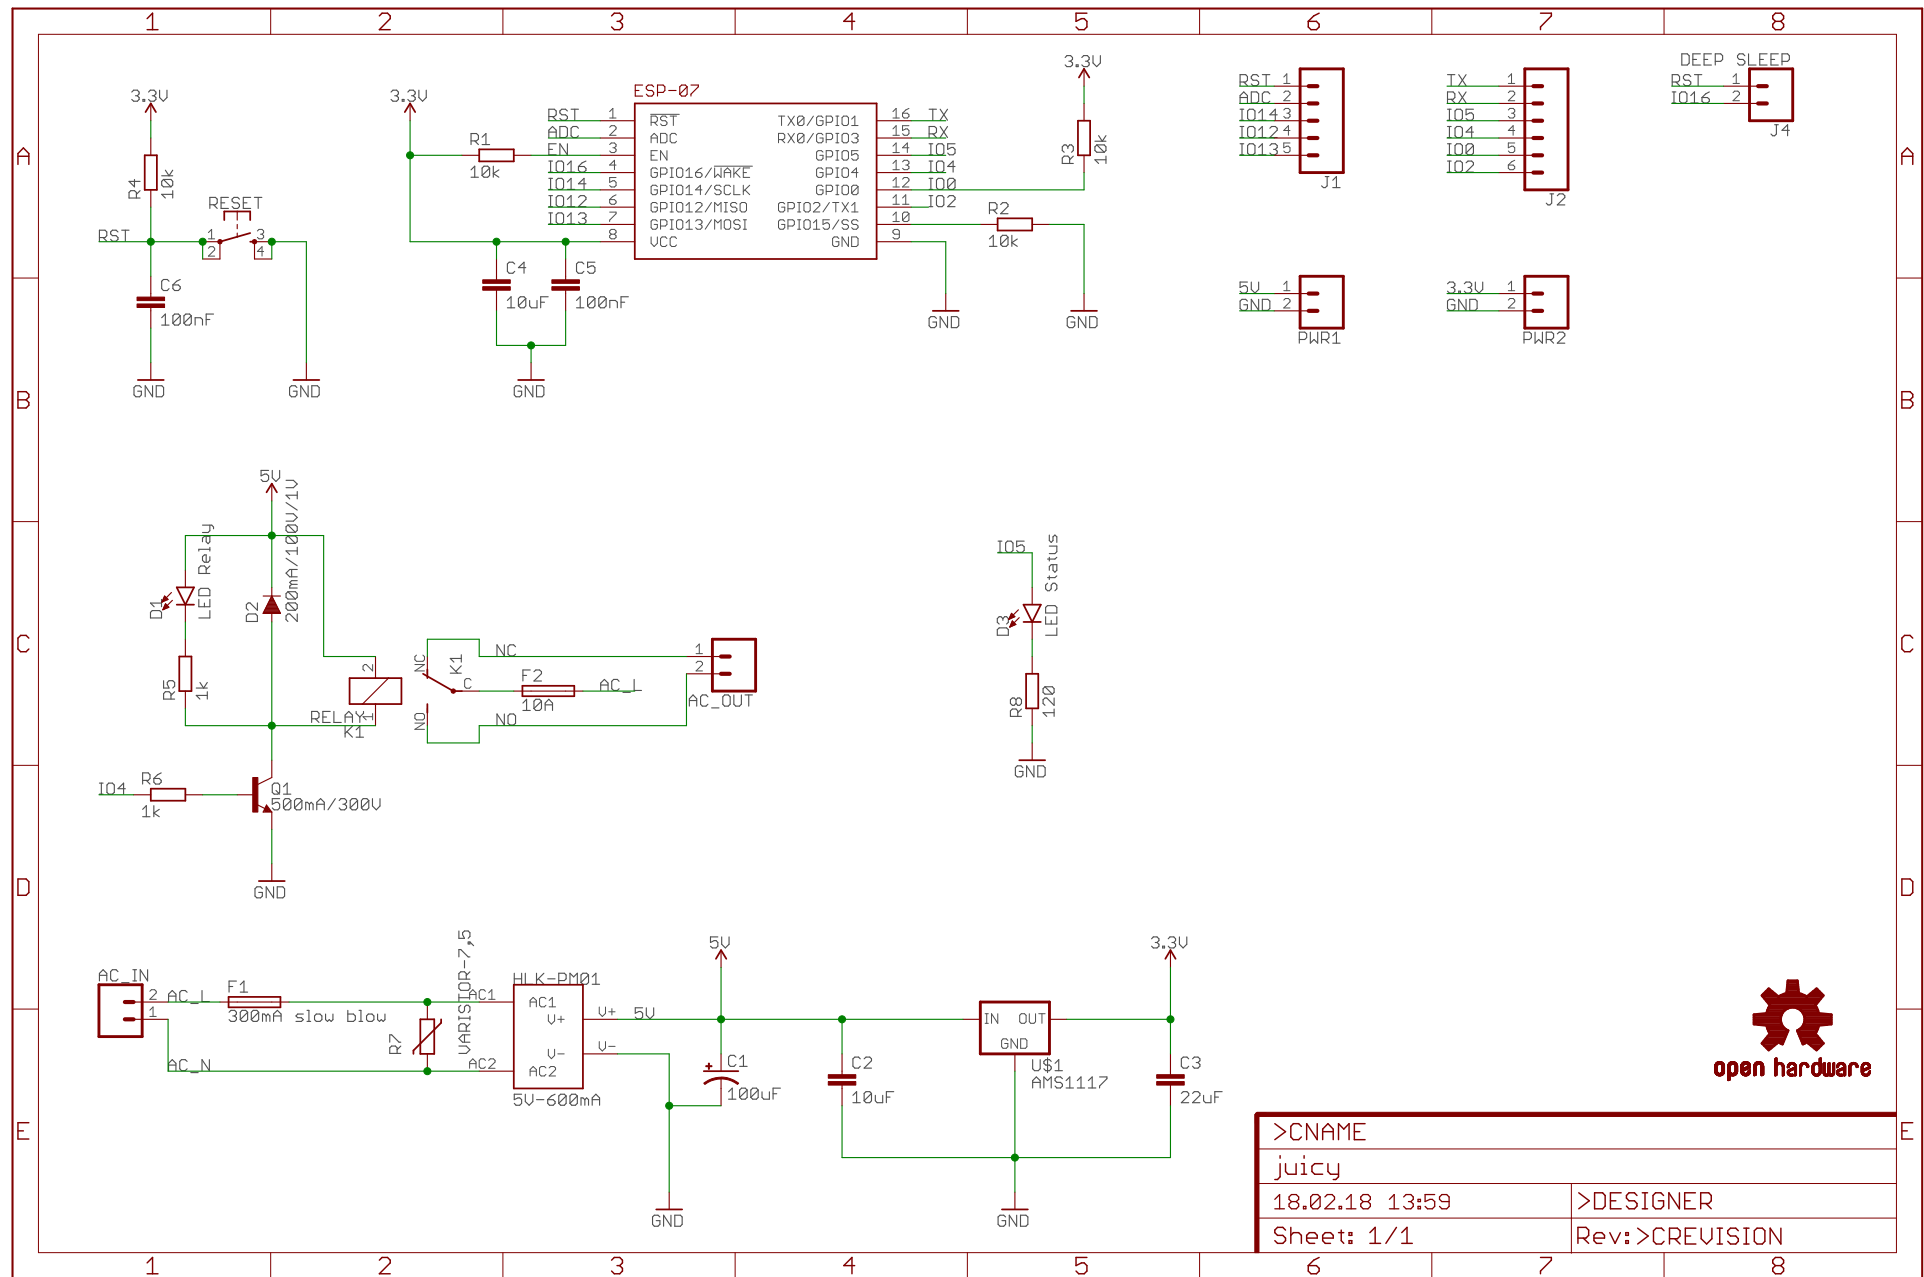 1 2 3 4 5 6 7 8
A A
B B
C C
D D
E E
1 2 3 4 5 6 7 8
3.3V
R4
10k
RESET
RST
1 3
2 4
C6
100nF
GND GND
3.3V
R1
10k
ESP-07
RST 1 RST
ADC 2 ADC
EN 3 EN
IO16 4 GPIO16/WAKE
IO14 5 GPIO14/SCLK
IO12 6 GPIO12/MISO
IO13 7 GPIO13/MOSI
8 VCC
TX0/GPIO1 16 TX
RX0/GPIO3 15 RX
GPIO5 14 IO5
GPIO4 13 IO4
GPIO0 12 IO0
GPIO2/TX1 11 IO2
GPIO15/SS 10
GND 9
C4
10uF
C5
100nF
GND
3.3V
R3
10k
R2
10k
GND GND
RST 1
ADC 2
IO14 3
IO12 4
IO13 5
J1
TX 1
RX 2
IO5 3
IO4 4
IO0 5
IO2 6
J2
DEEP SLEEP
RST 1
IO16 2
J4
5V 1
GND 2
PWR1
3.3V 1
GND 2
PWR2
5V
D1
LED Relay
D2
200mA/100V/1V
R5
1k
2
RELAY 1
K1
IO4
R6
1k
Q1
500mA/300V
GND
NC
K1
C
NO
NC
F2
10A
AC_L
NO
1
2
AC_OUT
IO5
D3
LED Status
R8
120
GND
AC_IN
2 AC_L
1
AC_N
F1
300mA slow blow
R7
VARISTIOR-7,5
HLK-PM01
AC1 AC1
V+ V+ 5V
V- V-
AC2 AC2
5V-600mA
5V
C1
100uF
GND
C2
10uF
IN OUT
GND
U$1
AMS1117
3.3V
C3
22uF
GND
open hardware
>CNAME
juicy
18.02.18 13:59 >DESIGNER
Sheet: 1/1 Rev:>CREVISION